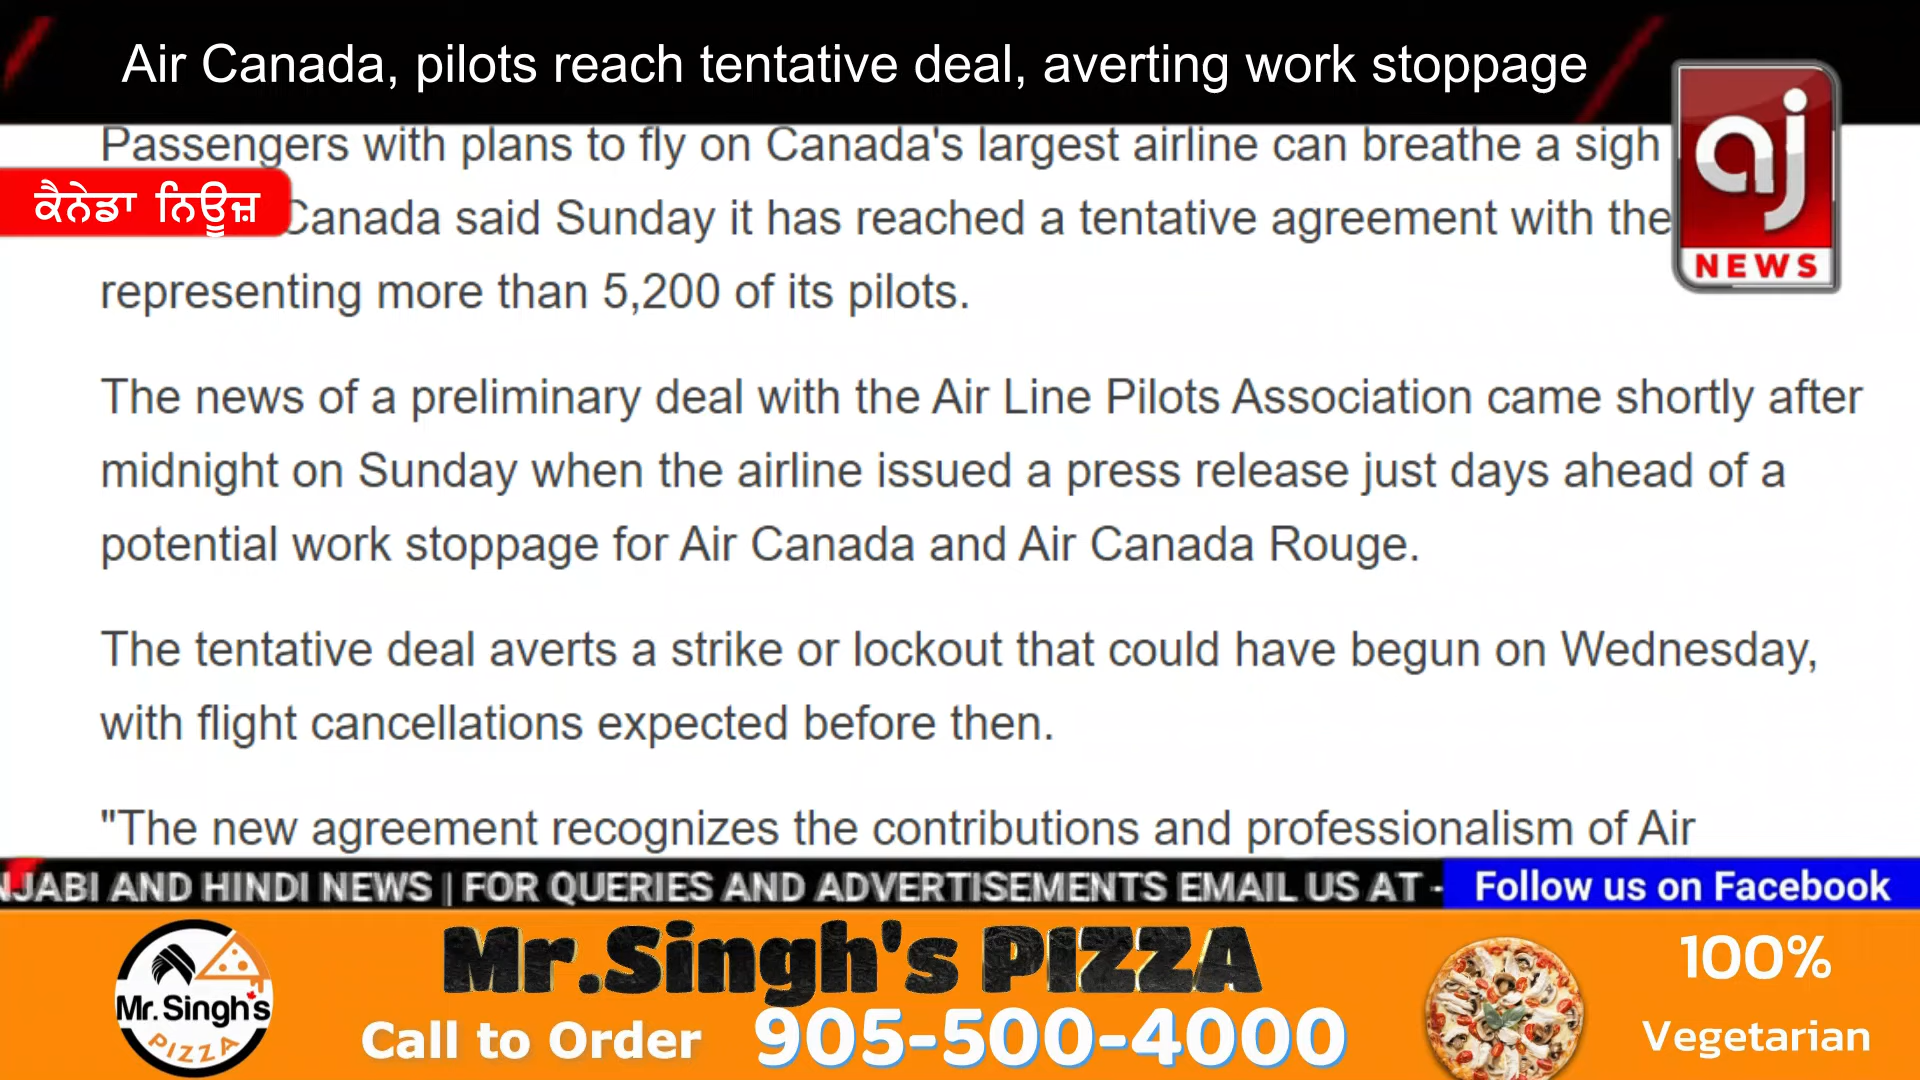 Air Canada, pilots reach tentative deal, averting work stoppage
aj
NEWS
Passengers with plans to fly on Canada's largest airline can breathe a sigh
ਕੈਨੇਡਾ ਨਿਊਜ਼
Canada said Sunday it has reached a tentative agreement with the
representing more than 5,200 of its pilots.
The news of a preliminary deal with the Air Line Pilots Association came shortly after
midnight on Sunday when the airline issued a press release just days ahead of a
potential work stoppage for Air Canada and Air Canada Rouge.
The tentative deal averts a strike or lockout that could have begun on Wednesday,
with flight cancellations expected before then.
"The new agreement recognizes the contributions and professionalism of Air
NJABI AND HINDI NEWS | FOR QUERIES AND ADVERTISEMENTS EMAIL US AT -
Follow us on Facebook
Mr. Singh's
PIZZA
Mr.Singh's PIZZA
Call to Order 905-500-4000
100%
Vegetarian